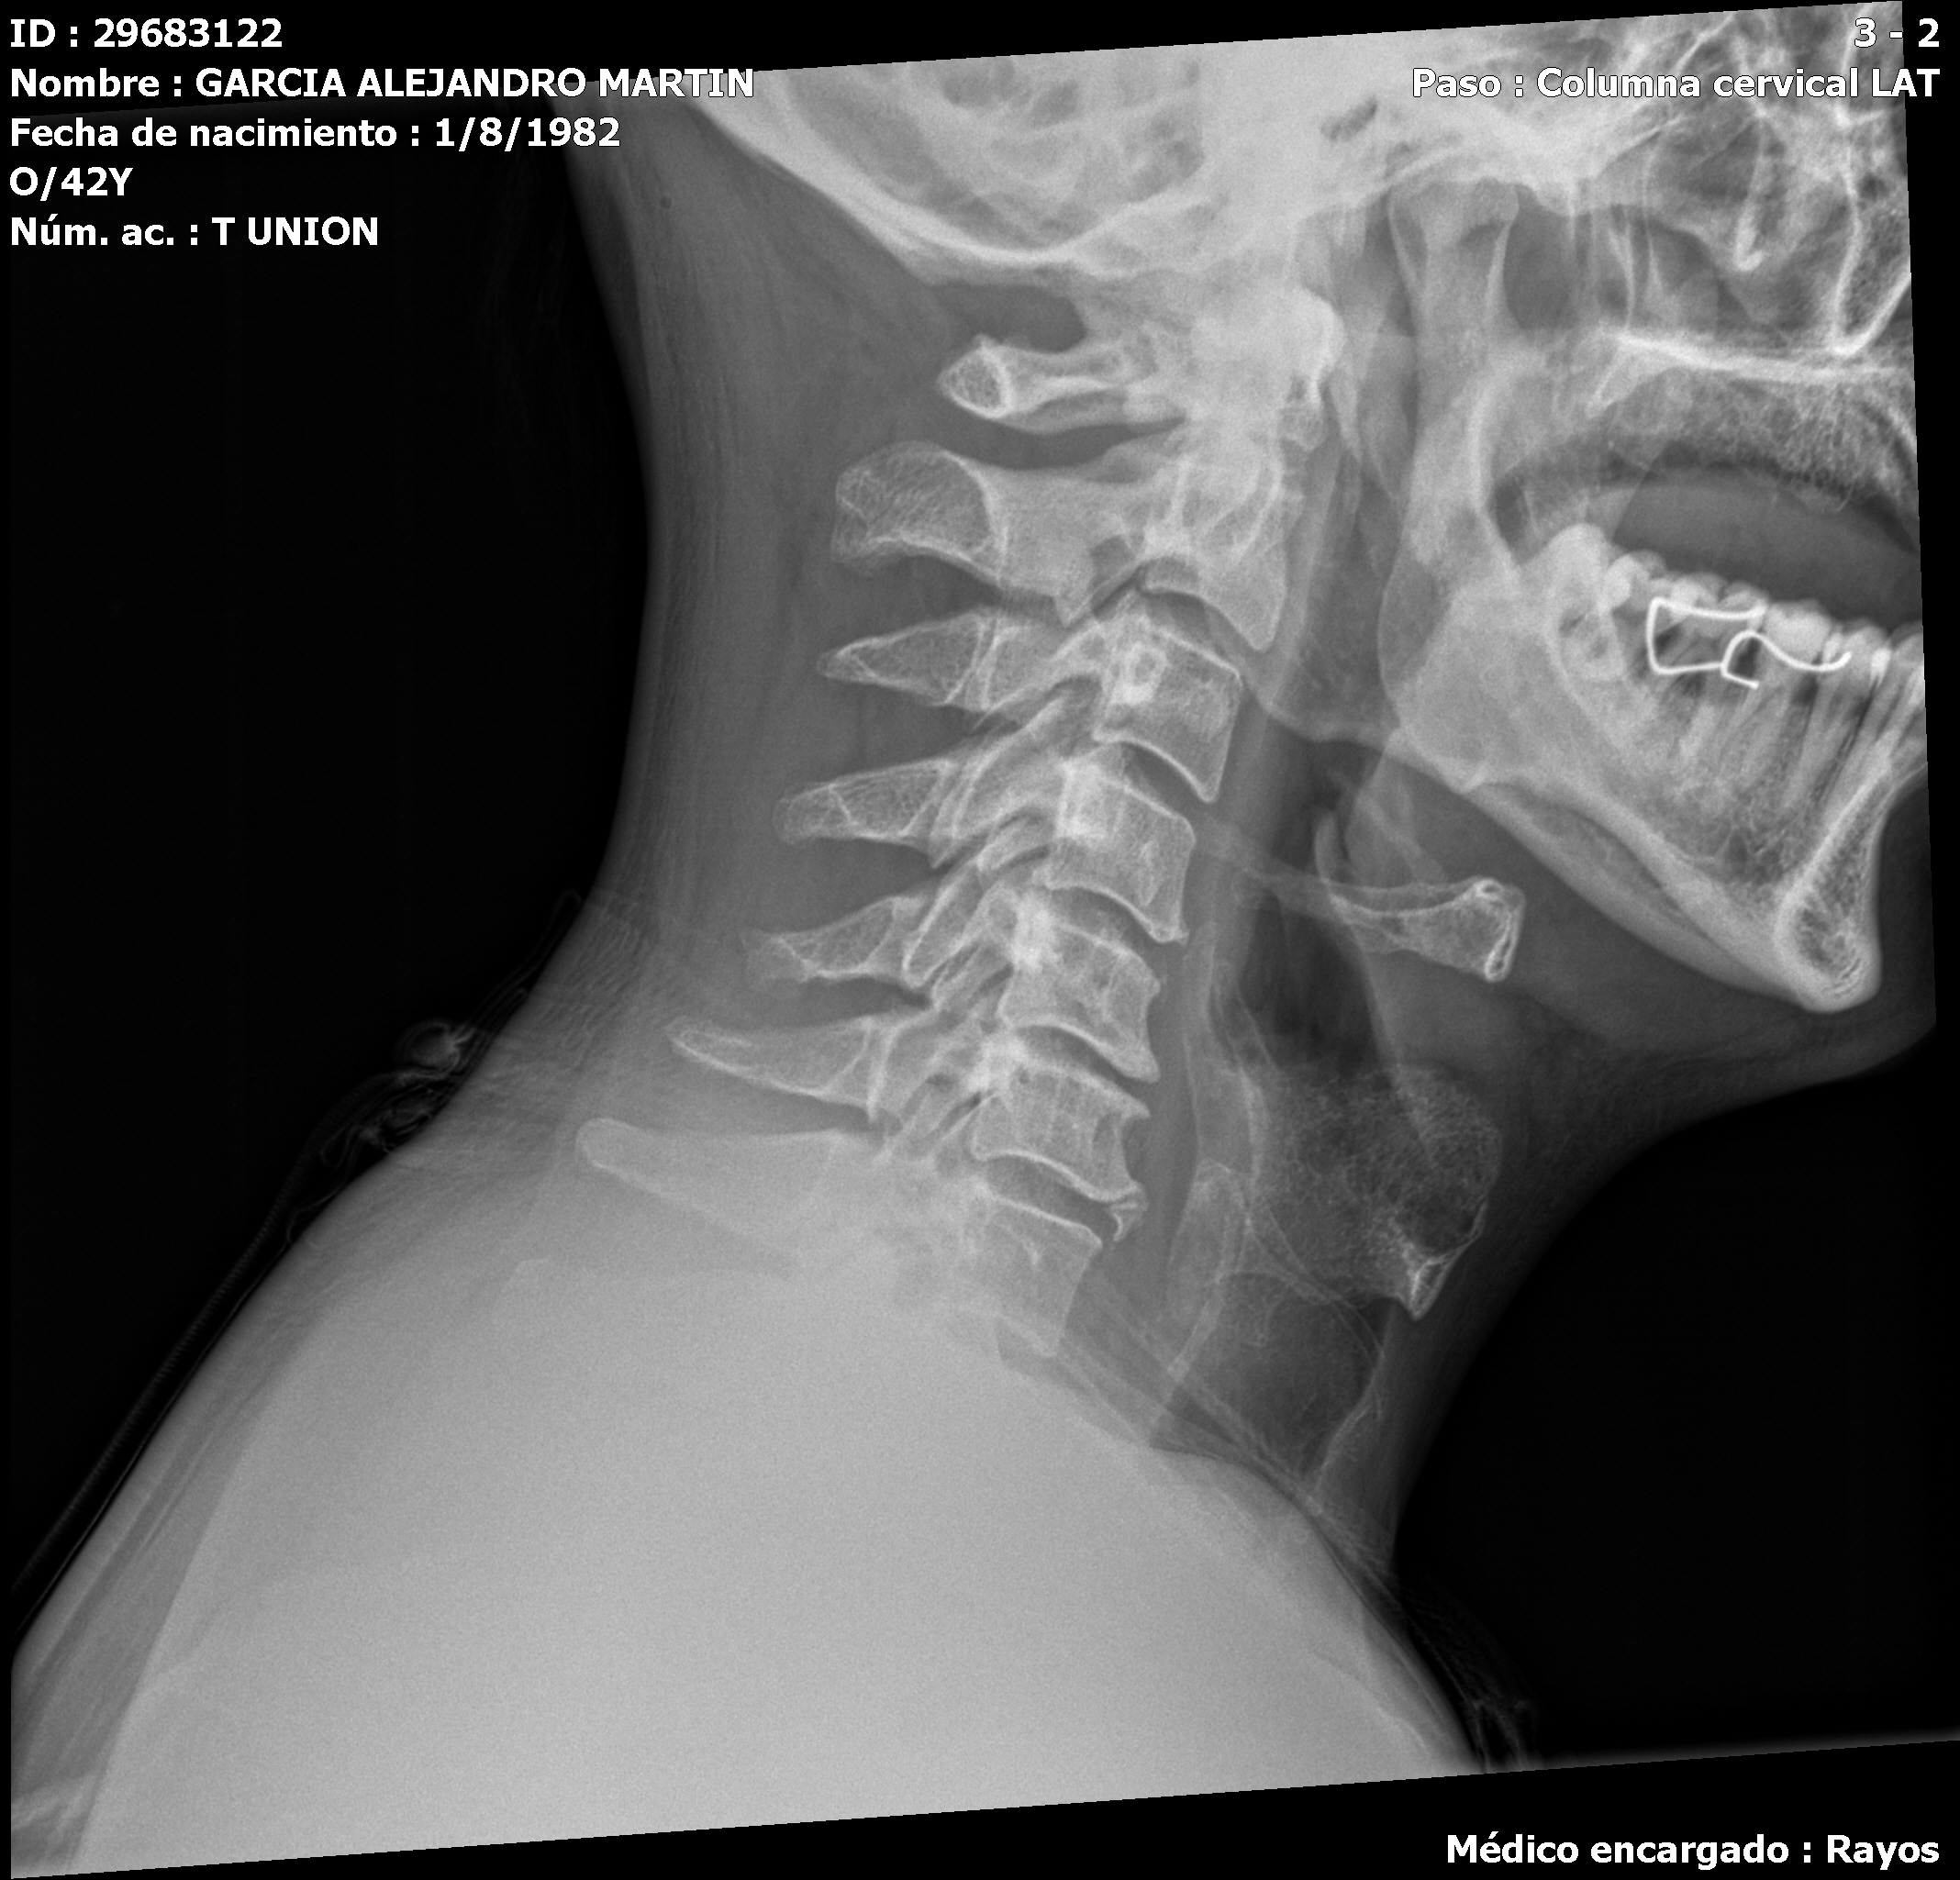 ID : 29683122
Nombre : GARCIA ALEJANDRO MARTIN
Fecha de nacimiento : 1/8/1982
O/42Y
Núm. ac. : T UNION
3 - 2
Paso : Columna cervical LAT
Médico encargado : Rayos